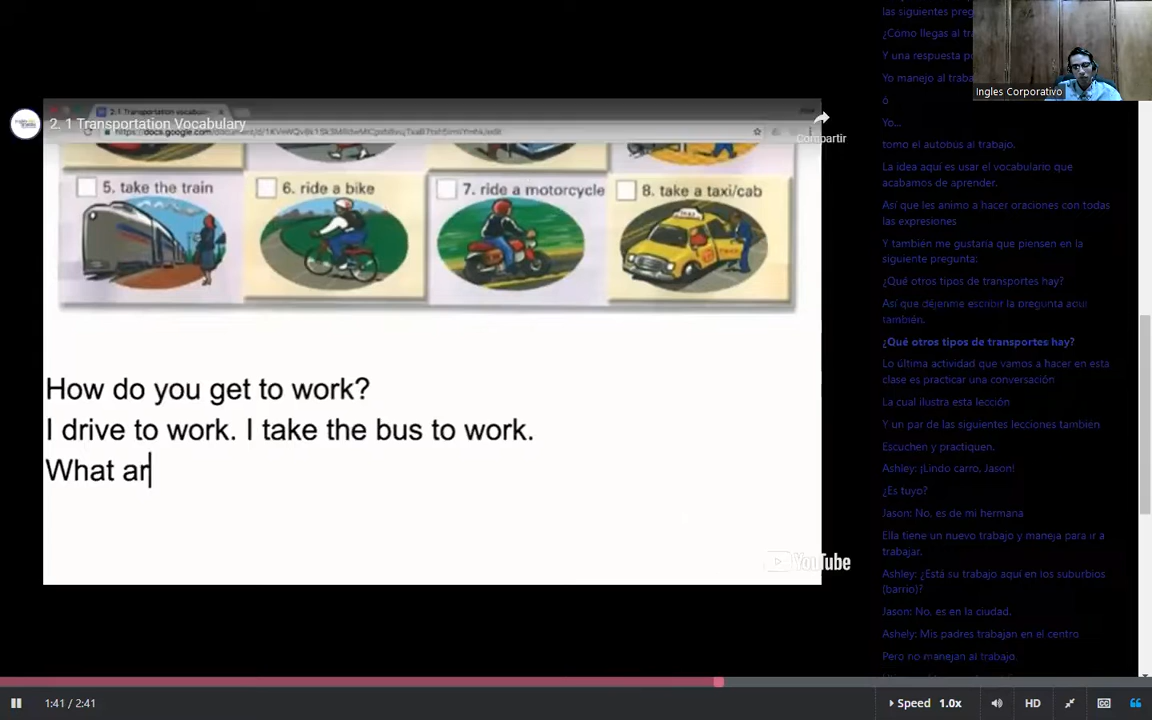 2. 1 Transportation Vocabulary
2.1 Transportation vocabular
Compartir
5. take the train
6. ride a bike
7. ride a motorcycle
8. take a taxi/cab
TAXI
How do you get to work?
I drive to work. I take the bus to work.
What ar
YouTube
1:41 / 2:41
Speed 1.0x
HD
Ingles Corporativo
las siguientes preg
¿Cómo llegas al tra
Y una respuesta po
Yo manejo al trabaj
ó
Yo...
tomo el autobus al trabajo.
La idea aquí es usar el vocabulario que
acabamos de aprender.
Así que les animo a hacer oraciones con todas
las expresiones
Y también me gustaría que piensen en la
siguiente pregunta:
¿Qué otros tipos de transportes hay?
Así que déjenme escribir la pregunta aquí
también.
¿Qué otros tipos de transportes hay?
Lo última actividad que vamos a hacer en esta
clase es practicar una conversación
La cual ilustra esta lección
Y un par de las siguientes lecciones también
Escuchen y practiquen.
Ashley: ¡Lindo carro, Jason!
¿Es tuyo?
Jason: No, es de mi hermana
Ella tiene un nuevo trabajo y maneja para ir a
trabajar.
Ashley: ¿Está su trabajo aquí en los suburbios
(barrio)?
Jason: No, es en la ciudad.
Ashely: Mis padres trabajan en el centro
Pero no manejan al trabajo.